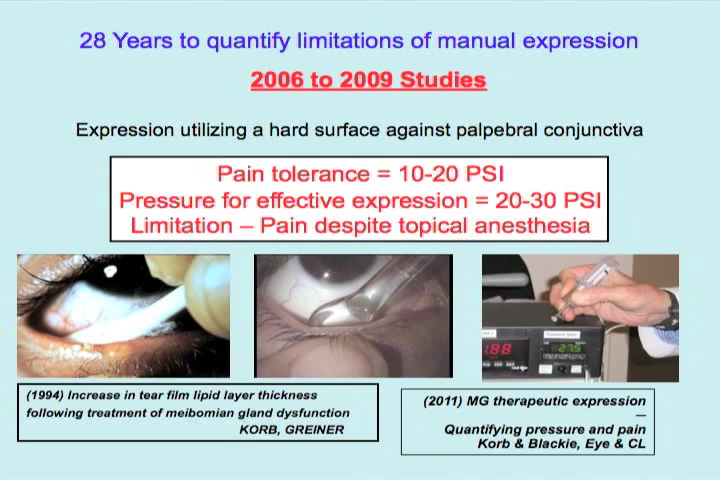 28 Years to quantify limitations of manual expression
2006 to 2009 Studies
Expression utilizing a hard surface against palpebral conjunctiva
Pain tolerance = 10-20 PSI
Pressure for effective expression = 20-30 PSI
Limitation – Pain despite topical anesthesia
.88
27.5
(1994) Increase in tear film lipid layer thickness
following treatment of meibomian gland dysfunction
KORB, GREINER
(2011) MG therapeutic expression
–
Quantifying pressure and pain
Korb & Blackie, Eye & CL